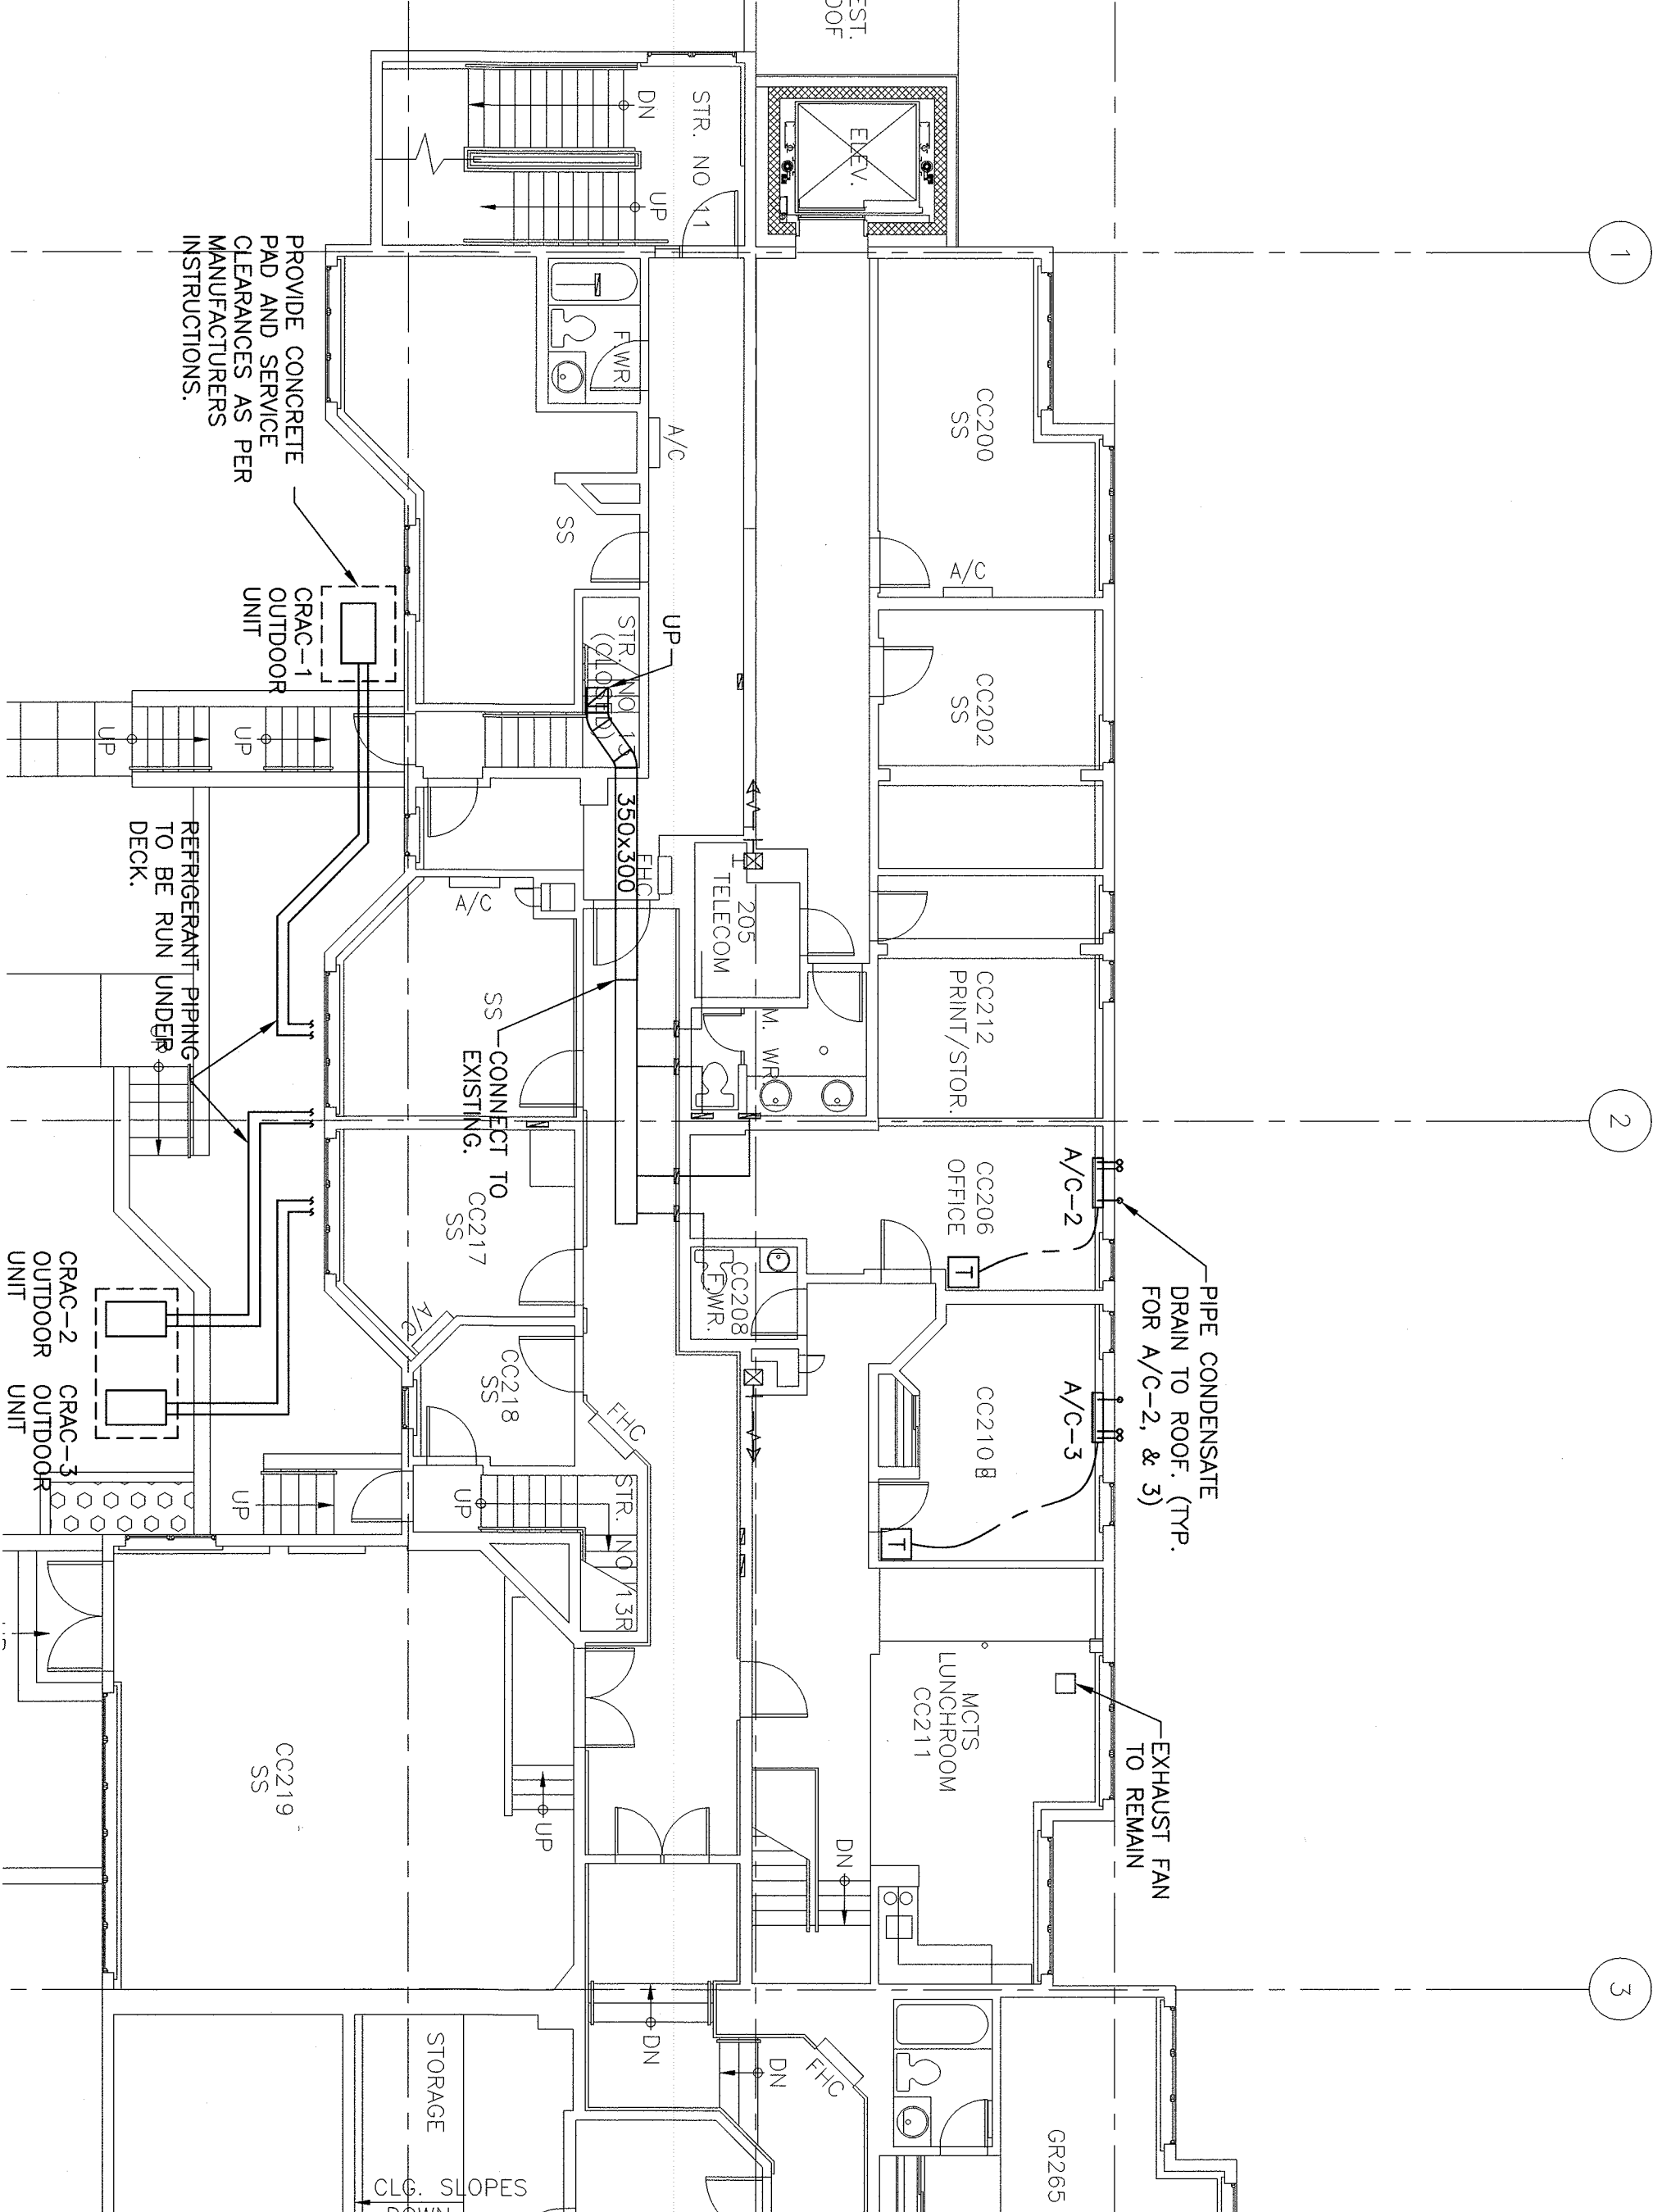 1
2
3
PIPE CONDENSATE
DRAIN TO ROOF. (TYP.
FOR A/C-2, & 3)
EXHAUST FAN
TO REMAIN
EST.
ELEV.
CC200
SS
A/C
CC202
SS
CC212
PRINT/STOR.
CC206
OFFICE
A/C-2
T
CC210
A/C-3
T
MCTS
LUNCHROOM
CC211
GR265
STR. NO 11
DN
UP
F.WR.
A/C
SS
STR. NO 13
(CLOSED)
UP
350x300
FHC
205
TELECOM
M. WR.
CC208
F.WR.
DN
DN
DN
FHC
A/C
SS
CONNECT TO
EXISTING.
CC217
SS
A/C
CC218
SS
FHC
STR. NO 13R
UP
UP
CC219
SS
STORAGE
CLG. SLOPES
DOWN
PROVIDE CONCRETE
PAD AND SERVICE
CLEARANCES AS PER
MANUFACTURERS
INSTRUCTIONS.
CRAC-1
OUTDOOR
UNIT
UP
UP
REFRIGERANT PIPING
TO BE RUN UNDER
DECK.
UP
UP
CRAC-2
OUTDOOR
UNIT
CRAC-3
OUTDOOR
UNIT